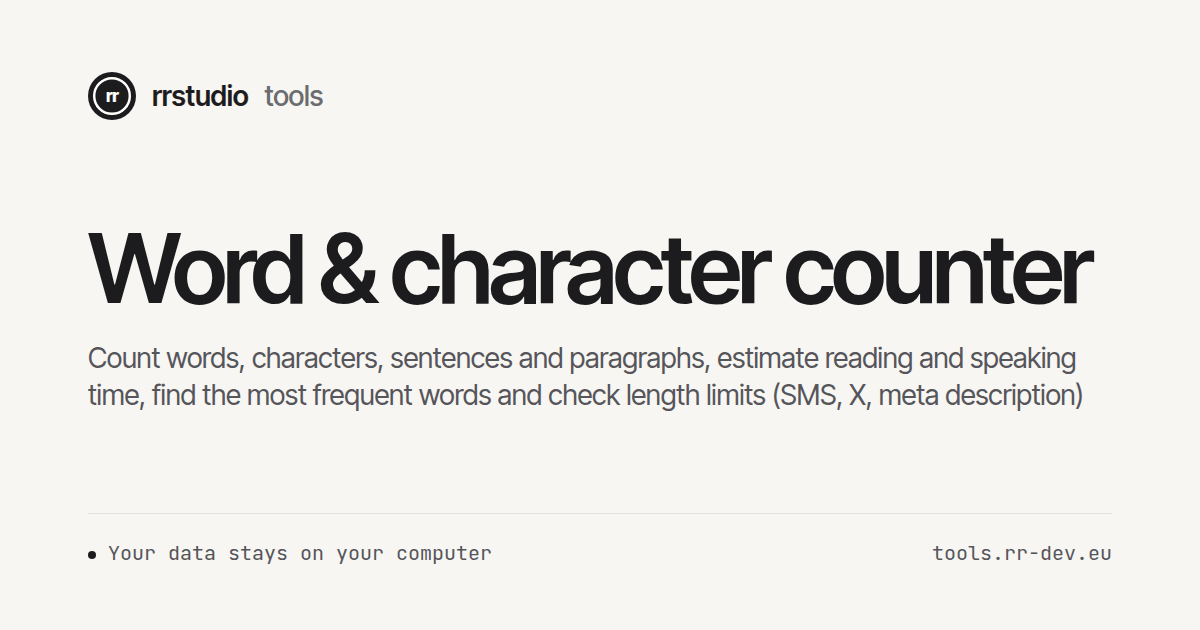 rr rrstudio tools
Word & character counter
Count words, characters, sentences and paragraphs, estimate reading and speaking
time, find the most frequent words and check length limits (SMS, X, meta description)
• Your data stays on your computer
tools.rr-dev.eu